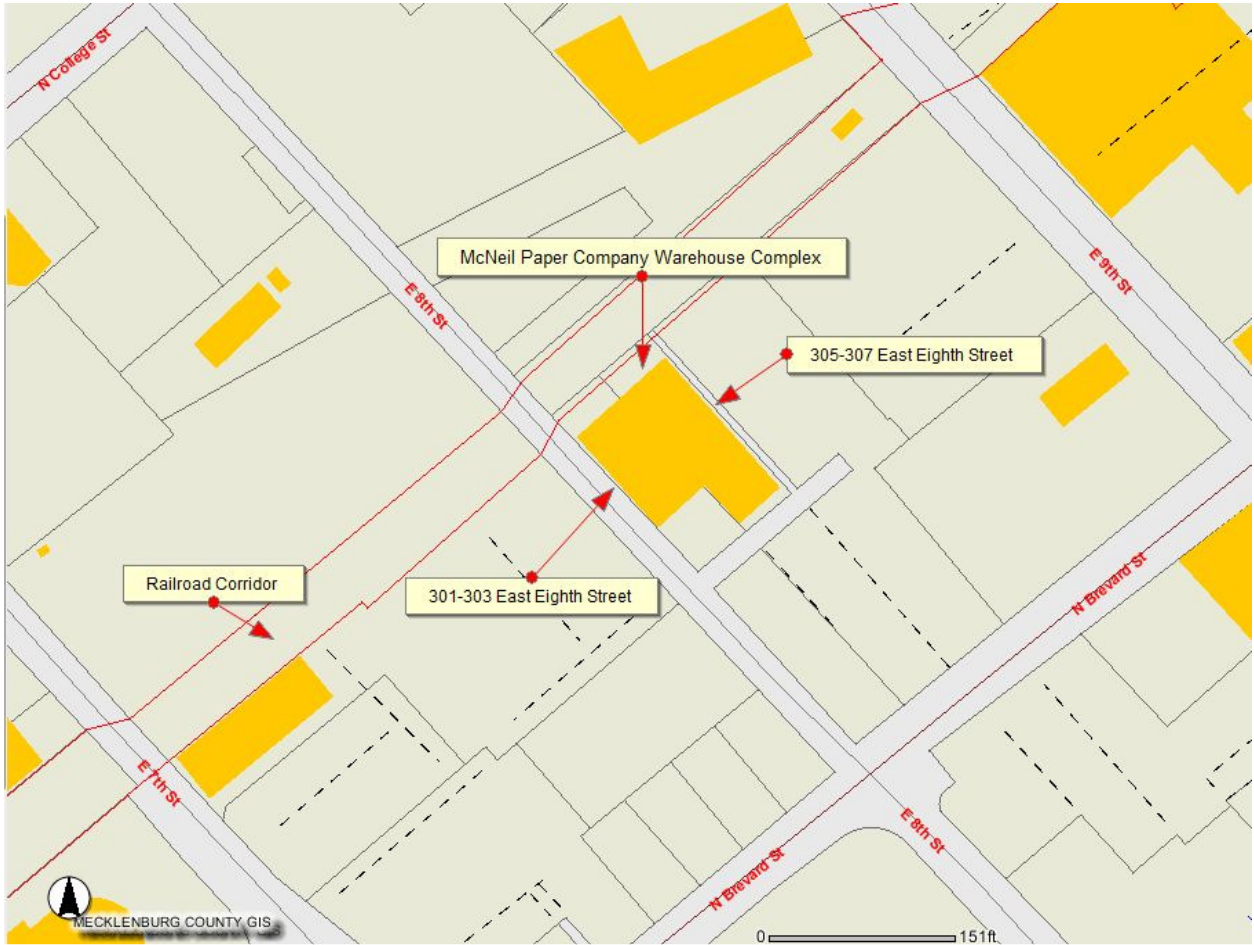 N College St
McNeil Paper Company Warehouse Complex
E 8th St
E 9th St
305-307 East Eighth Street
Railroad Corridor
301-303 East Eighth Street
N Brevard St
E 7th St
E 8th St
N Brevard St
MECKLENBURG COUNTY GIS
0 151ft